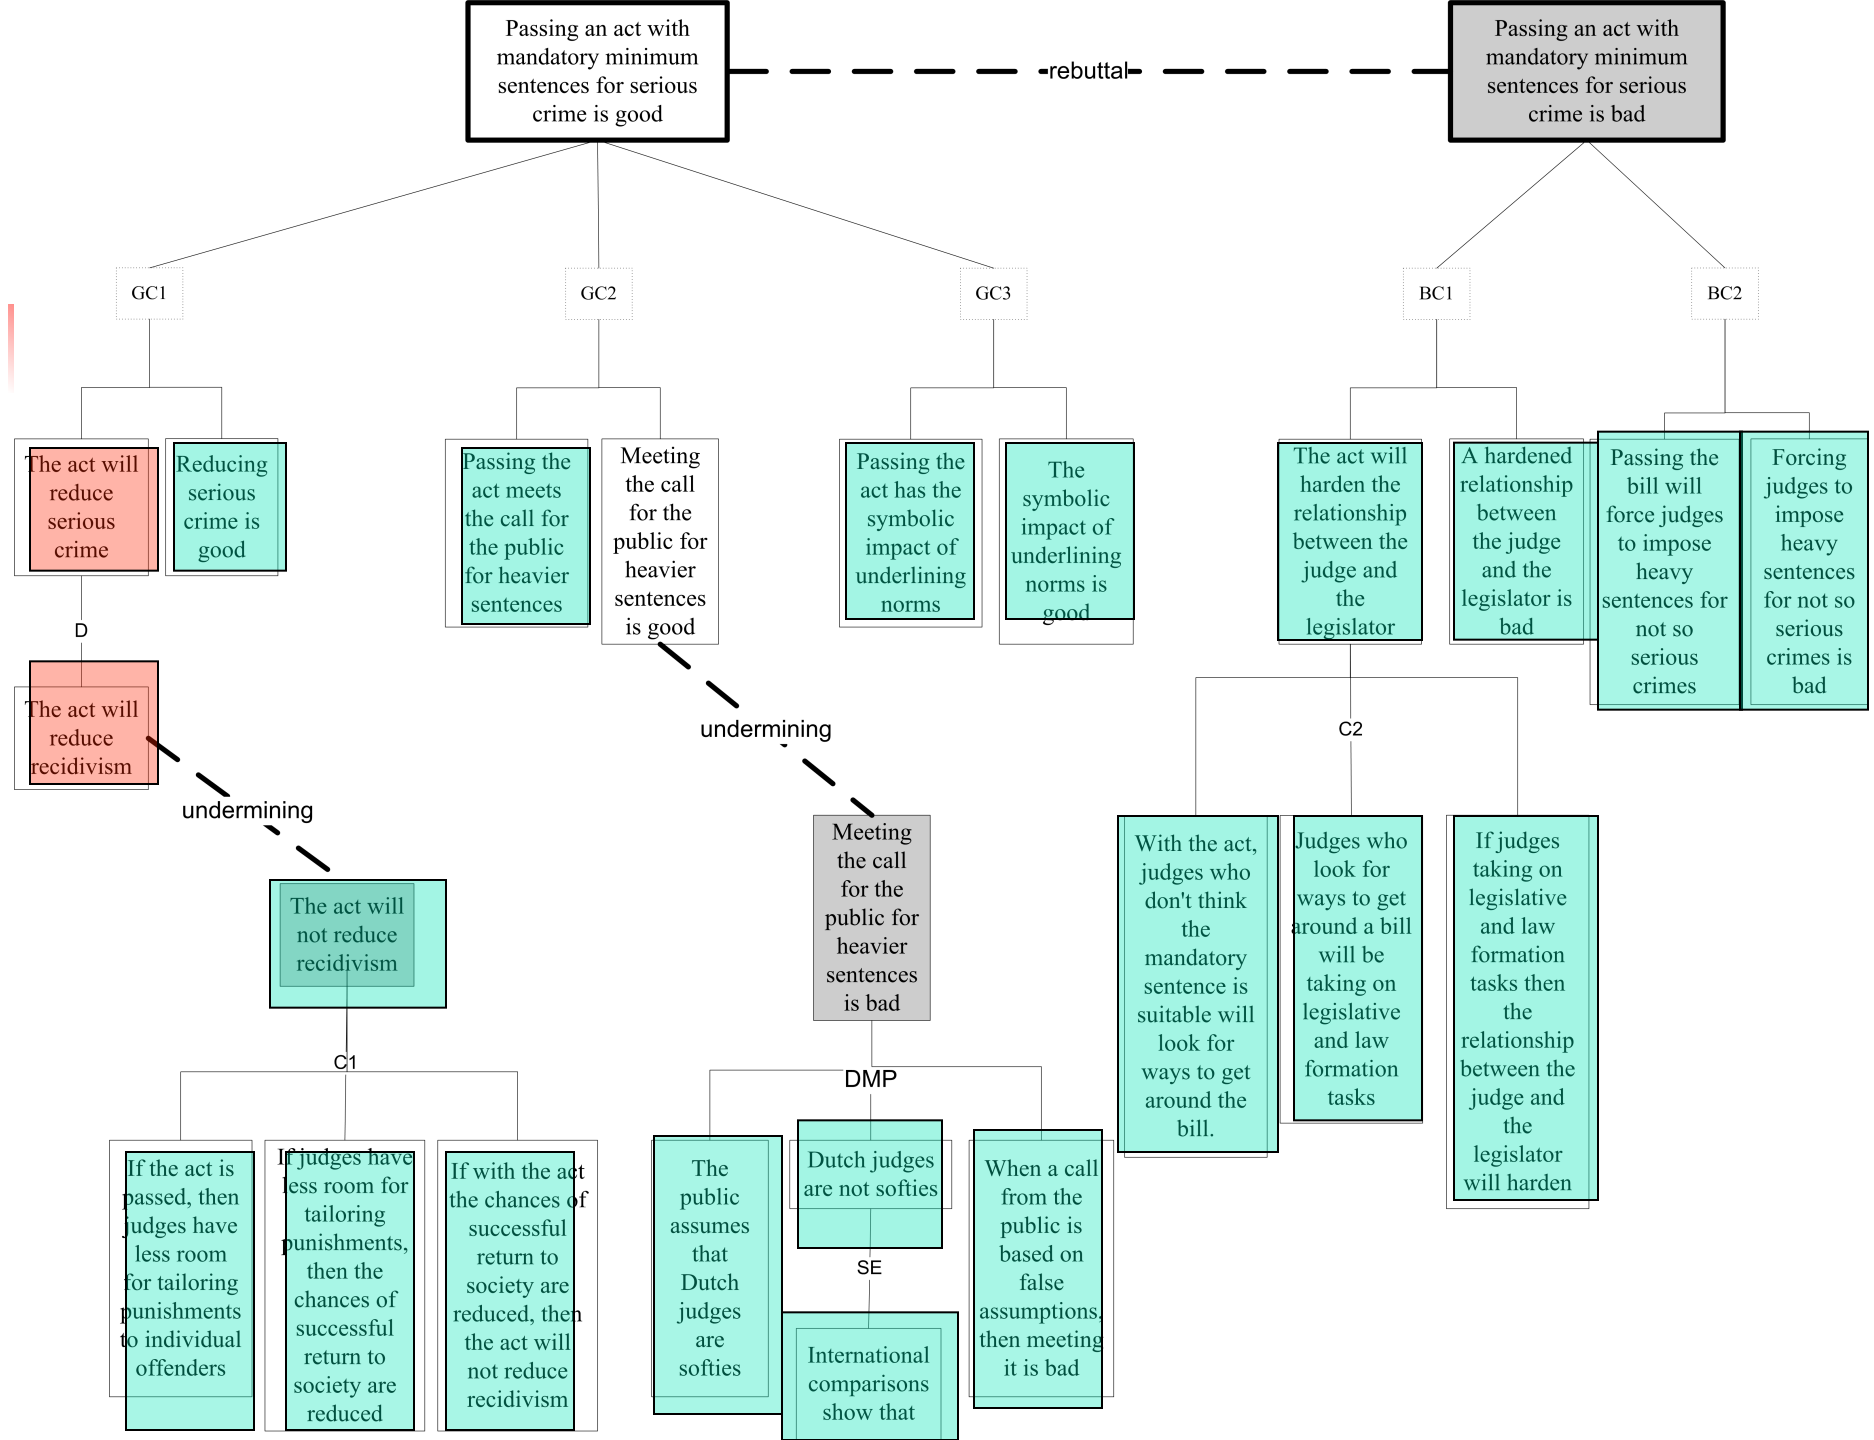 Passing an act with
mandatory minimum
sentences for serious
crime is good
rebuttal
Passing an act with
mandatory minimum
sentences for serious
crime is bad
GC1
GC2
GC3
BC1
BC2
The act will
reduce
serious
crime
Reducing
serious
crime is
good
Passing the
act meets
the call for
the public
for heavier
sentences
Meeting
the call
for the
public for
heavier
sentences
is good
Passing the
act has the
symbolic
impact of
underlining
norms
The
symbolic
impact of
underlining
norms is
good
The act will
harden the
relationship
between the
judge and
the
legislator
A hardened
relationship
between
the judge
and the
legislator is
bad
Passing the
bill will
force judges
to impose
heavy
sentences for
not so
serious
crimes
Forcing
judges to
impose
heavy
sentences
for not so
serious
crimes is
bad
D
The act will
reduce
recidivism
undermining
undermining
C2
The act will
not reduce
recidivism
Meeting
the call
for the
public for
heavier
sentences
is bad
With the act,
judges who
don't think
the
mandatory
sentence is
suitable will
look for
ways to get
around the
bill.
Judges who
look for
ways to get
around a bill
will be
taking on
legislative
and law
formation
tasks
If judges
taking on
legislative
and law
formation
tasks then
the
relationship
between the
judge and
the
legislator
will harden
C1
DMP
If the act is
passed, then
judges have
less room
for tailoring
punishments
to individual
offenders
If judges have
less room for
tailoring
punishments,
then the
chances of
successful
return to
society are
reduced
If with the act
the chances of
successful
return to
society are
reduced, then
the act will
not reduce
recidivism
The
public
assumes
that
Dutch
judges
are
softies
Dutch judges
are not softies
When a call
from the
public is
based on
false
assumptions,
then meeting
it is bad
SE
International
comparisons
show that